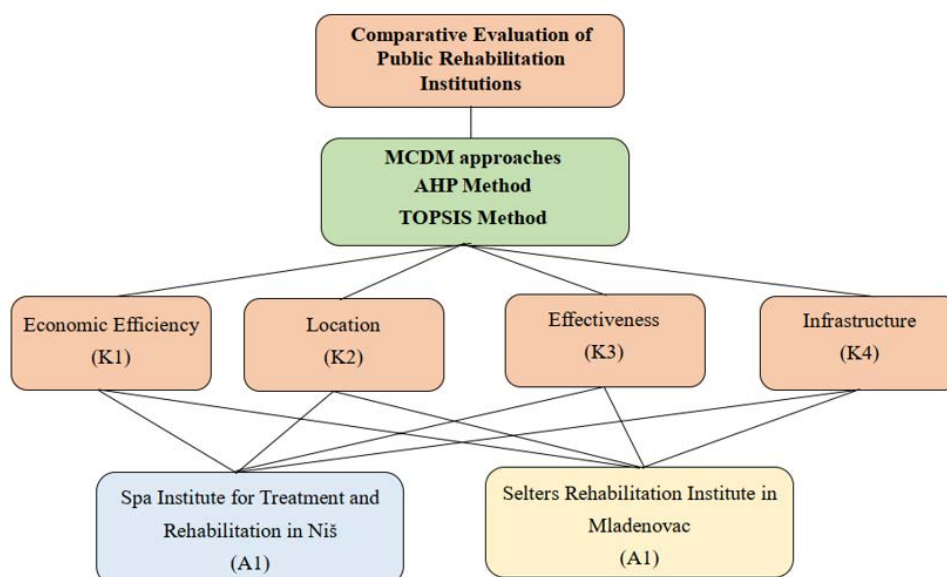 Comparative Evaluation of
Public Rehabilitation
Institutions
MCDM approaches
AHP Method
TOPSIS Method
Economic Efficiency
(K1)
Location
(K2)
Effectiveness
(K3)
Infrastructure
(K4)
Spa Institute for Treatment and
Rehabilitation in Niš
(A1)
Selters Rehabilitation Institute in
Mladenovac
(A1)